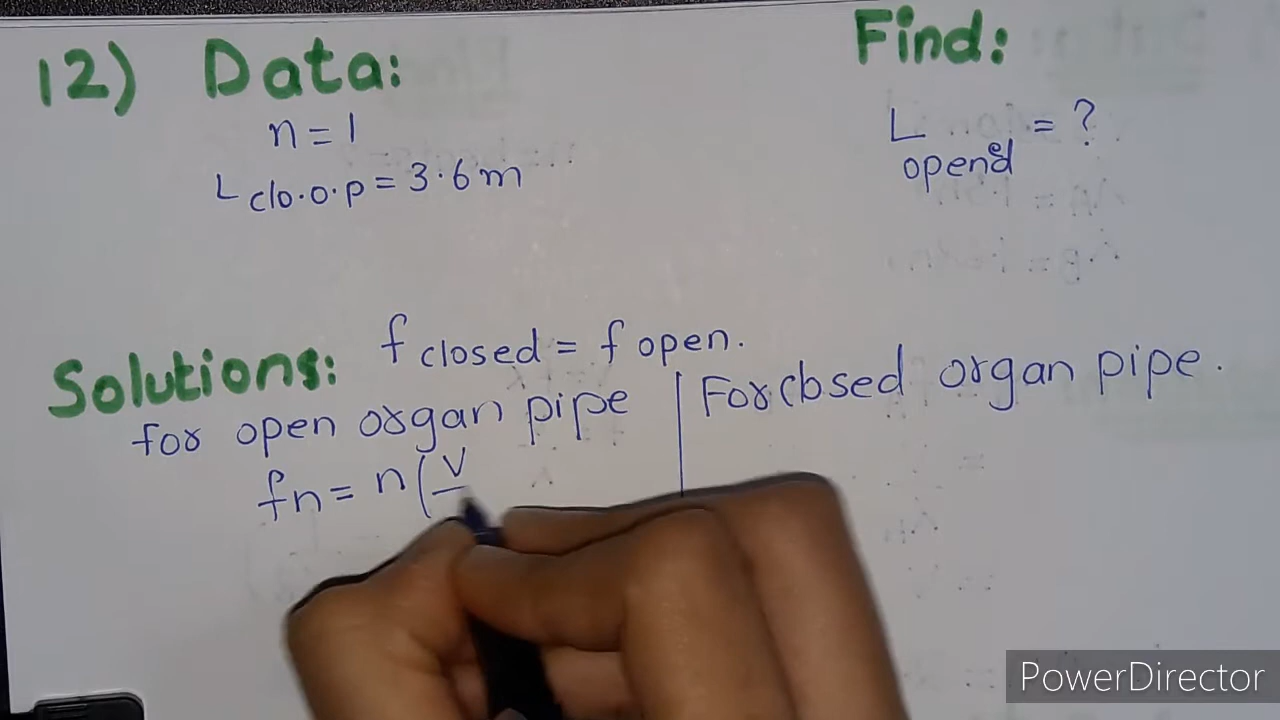 12) Data:
Find:
n = 1
L clo.o.p = 3.6 m
L opend = ?
Solutions: f closed = f open.
for open organ pipe
For closed organ pipe.
fn = n(v
PowerDirector